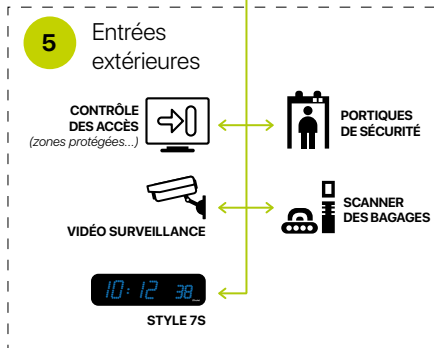 5
Entrées
extérieures
CONTRÔLE
DES ACCÈS
(zones protégées...)
PORTIQUES
DE SÉCURITÉ
VIDÉO SURVEILLANCE
SCANNER
DES BAGAGES
10:12 38_
STYLE 7S